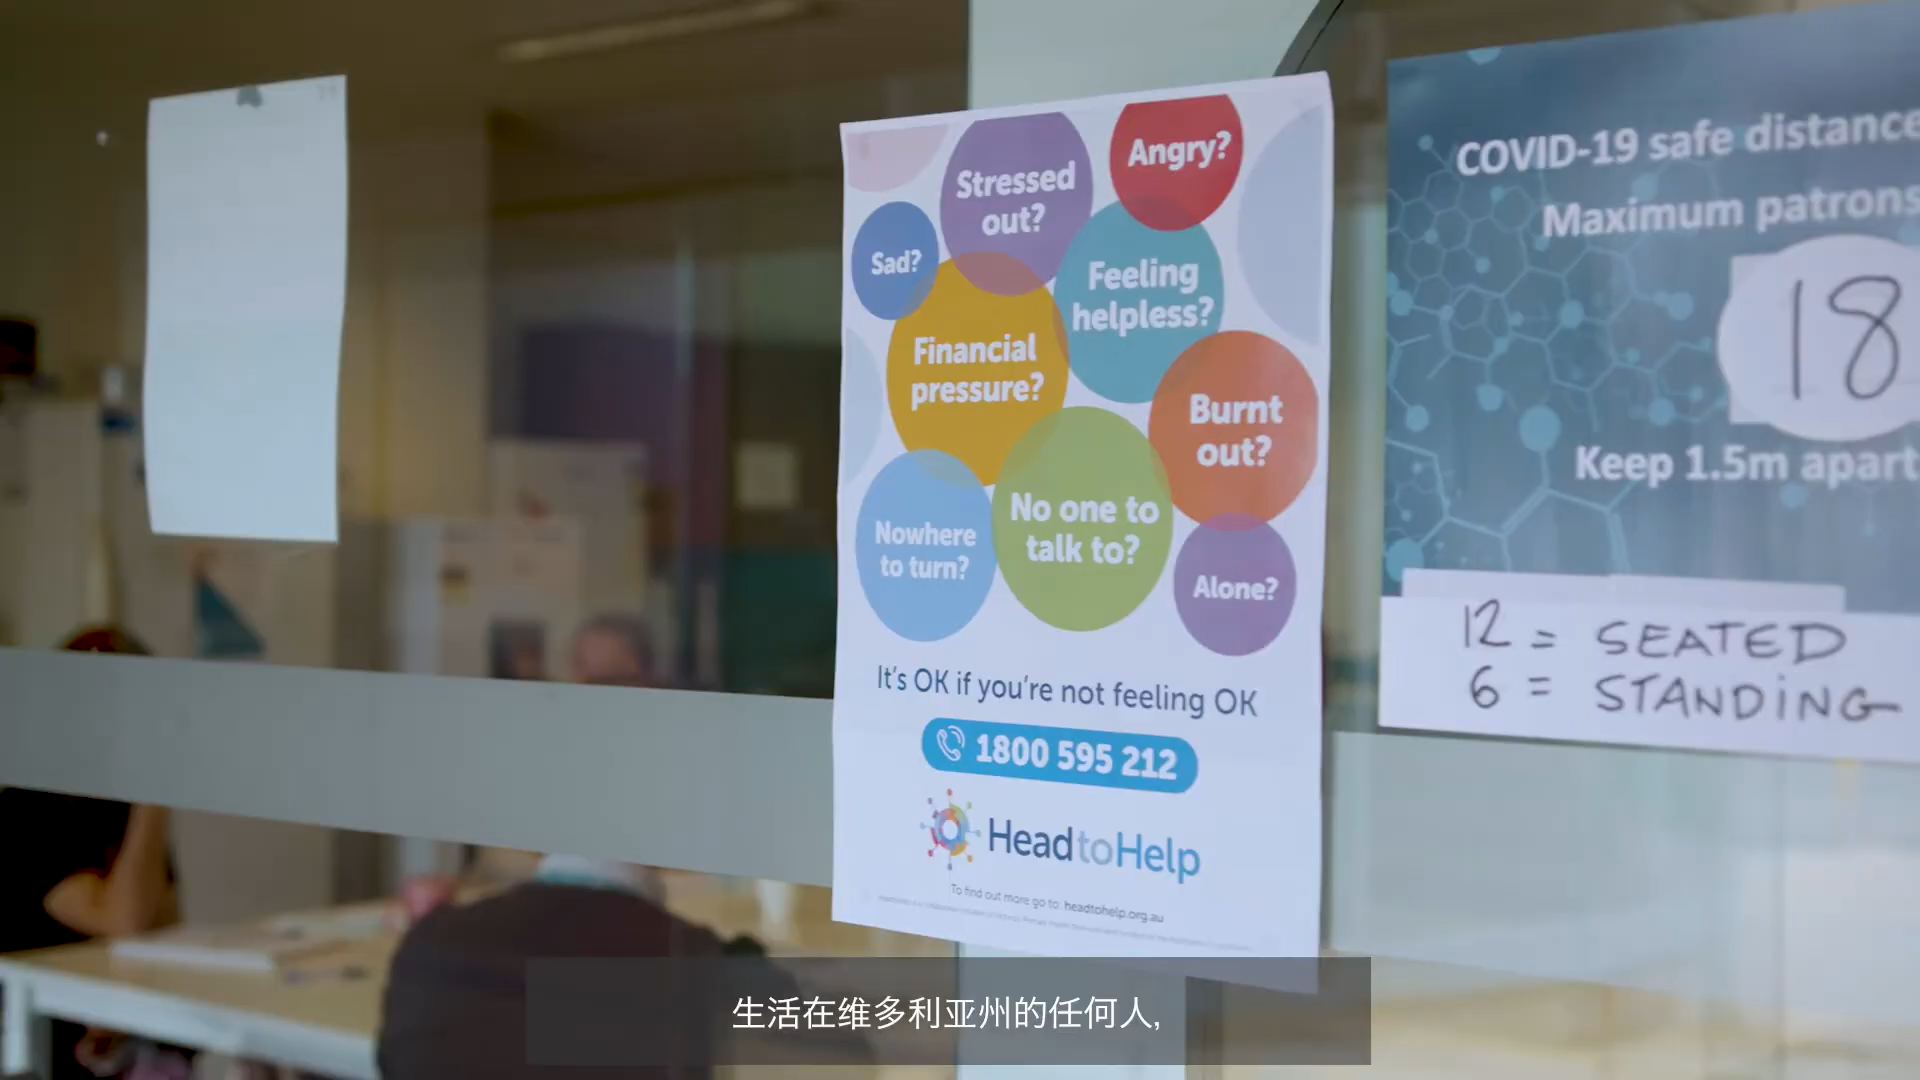 Angry?
Stressed
out?
Sad?
Feeling
helpless?
Financial
pressure?
Burnt
out?
No one to
talk to?
Nowhere
to turn?
Alone?
It's OK if you're not feeling OK
1800 595 212
HeadtoHelp
To find out more go to: headtohelp.org.au
COVID-19 safe distance
Maximum patrons
18
Keep 1.5m apart
12 = SEATED
6 = STANDING
生活在维多利亚州的任何人,